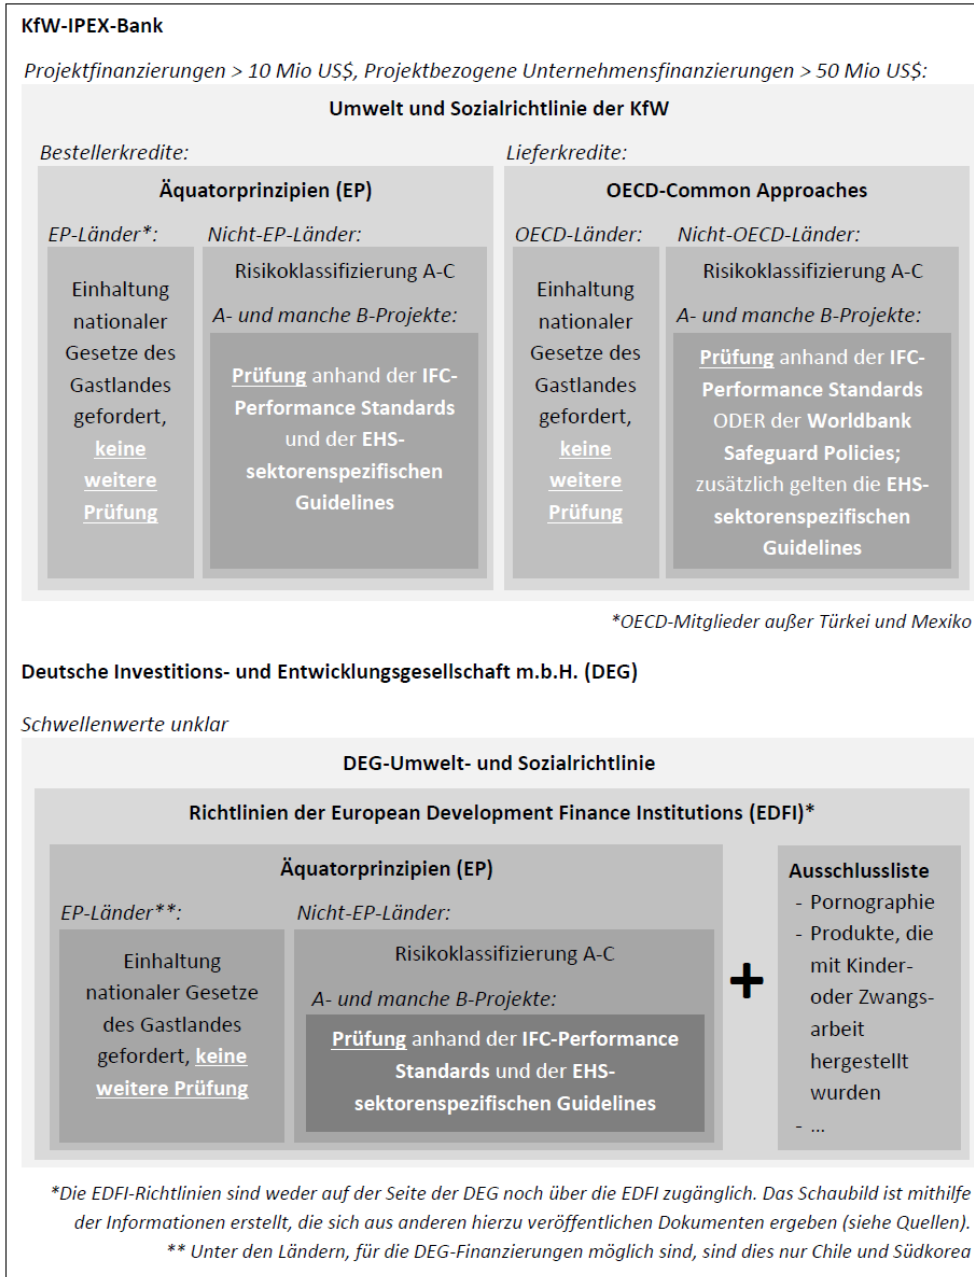 KfW-IPEX-Bank
Projektfinanzierungen > 10 Mio US$, Projektbezogene Unternehmensfinanzierungen > 50 Mio US$:
Umwelt und Sozialrichtlinie der KfW
Bestellerkredite:
Äquatorprinzipien (EP)
EP-Länder*:
Einhaltung
nationaler
Gesetze des
Gastlandes
gefordert,
keine
weitere
Prüfung
Nicht-EP-Länder:
Risikoklassifizierung A-C
A- und manche B-Projekte:
Prüfung anhand der IFC-
Performance Standards
und der EHS-
sektorenspezifischen
Guidelines
Lieferkredite:
OECD-Common Approaches
OECD-Länder:
Einhaltung
nationaler
Gesetze des
Gastlandes
gefordert,
keine
weitere
Prüfung
Nicht-OECD-Länder:
Risikoklassifizierung A-C
A- und manche B-Projekte:
Prüfung anhand der IFC-
Performance Standards
ODER der Worldbank
Safeguard Policies;
zusätzlich gelten die EHS-
sektorenspezifischen
Guidelines
*OECD-Mitglieder außer Türkei und Mexiko
Deutsche Investitions- und Entwicklungsgesellschaft m.b.H. (DEG)
Schwellenwerte unklar
DEG-Umwelt- und Sozialrichtlinie
Richtlinien der European Development Finance Institutions (EDFI)*
Äquatorprinzipien (EP)
EP-Länder**:
Einhaltung
nationaler Gesetze
des Gastlandes
gefordert, keine
weitere Prüfung
Nicht-EP-Länder:
Risikoklassifizierung A-C
A- und manche B-Projekte:
Prüfung anhand der IFC-Performance
Standards und der EHS-
sektorenspezifischen Guidelines
+
Ausschlussliste
- Pornographie
- Produkte, die
mit Kinder-
oder Zwangs-
arbeit
hergestellt
wurden
- ...
*Die EDFI-Richtlinien sind weder auf der Seite der DEG noch über die EDFI zugänglich. Das Schaubild ist mithilfe
der Informationen erstellt, die sich aus anderen hierzu veröffentlichen Dokumenten ergeben (siehe Quellen).
** Unter den Ländern, für die DEG-Finanzierungen möglich sind, sind dies nur Chile und Südkorea